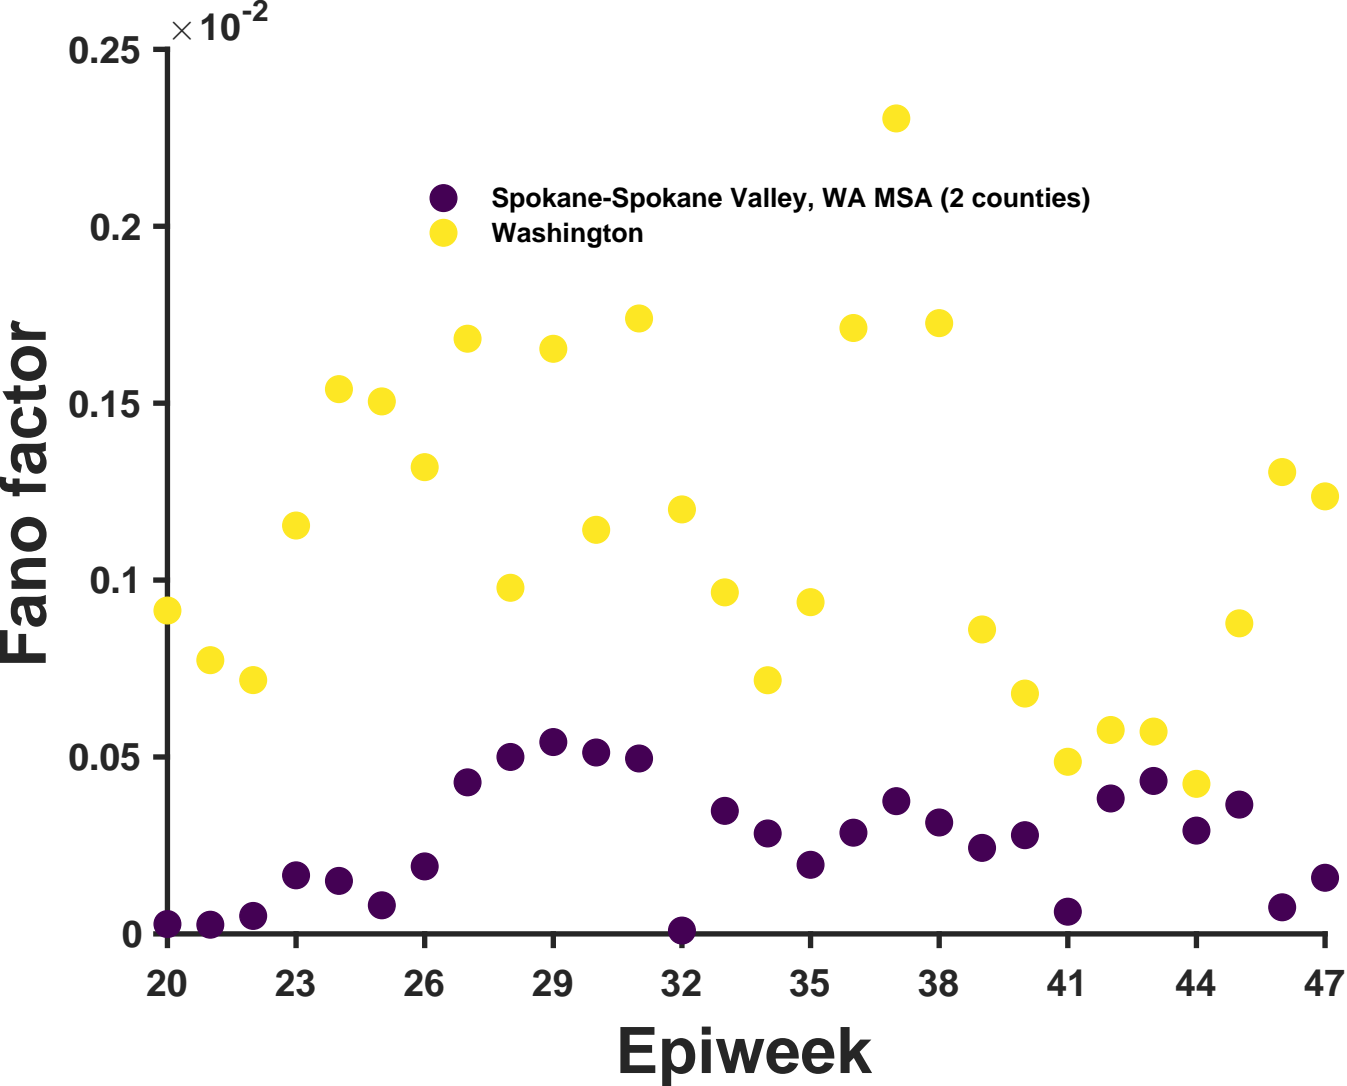 ×10-2
0.25
0.2
0.15
0.1
0.05
0
Fano factor
Spokane-Spokane Valley, WA MSA (2 counties)
Washington
20 23 26 29 32 35 38 41 44 47
Epiweek